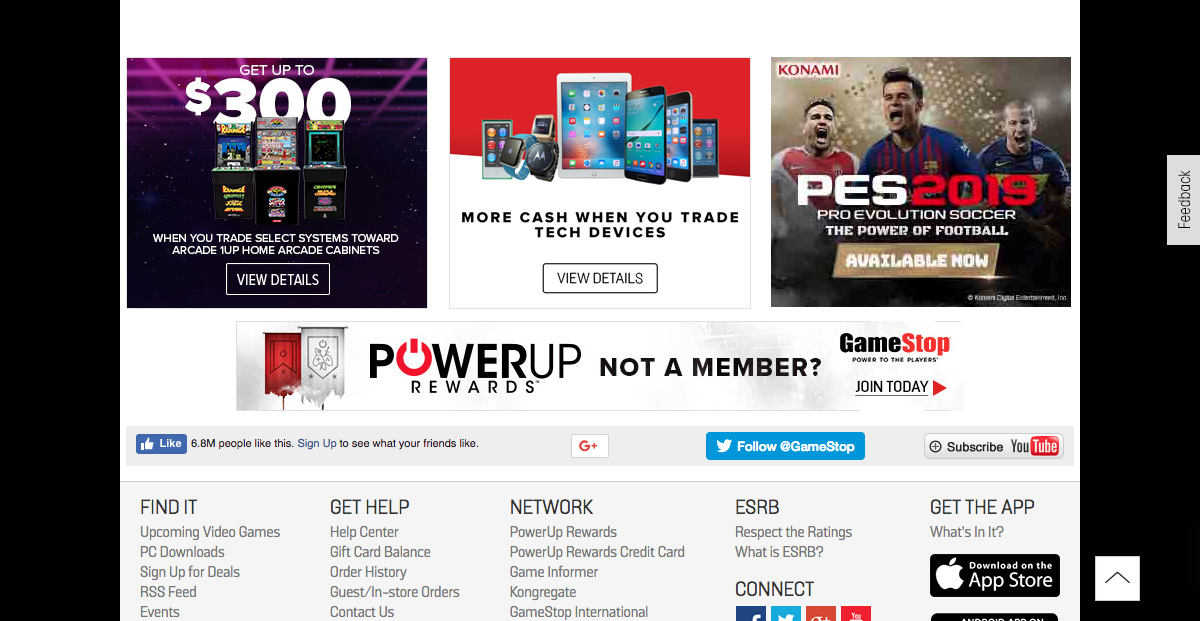 GET UP TO
$300
WHEN YOU TRADE SELECT SYSTEMS TOWARD
ARCADE 1UP HOME ARCADE CABINETS
VIEW DETAILS
MORE CASH WHEN YOU TRADE
TECH DEVICES
VIEW DETAILS
KONAMI
PES2019
PRO EVOLUTION SOCCER
THE POWER OF FOOTBALL
AVAILABLE NOW
© Konami Digital Entertainment, Inc.
Feedback
POWERUP
REWARDS™
NOT A MEMBER?
GameStop
POWER TO THE PLAYERS®
JOIN TODAY
Like
6.8M people like this. Sign Up to see what your friends like.
G+
Follow @GameStop
Subscribe YouTube
FIND IT
Upcoming Video Games
PC Downloads
Sign Up for Deals
RSS Feed
Events
GET HELP
Help Center
Gift Card Balance
Order History
Guest/In-store Orders
Contact Us
NETWORK
PowerUp Rewards
PowerUp Rewards Credit Card
Game Informer
Kongregate
GameStop International
ESRB
Respect the Ratings
What is ESRB?
CONNECT
You
GET THE APP
What's In It?
Download on the
App Store
ANDROID APP ON